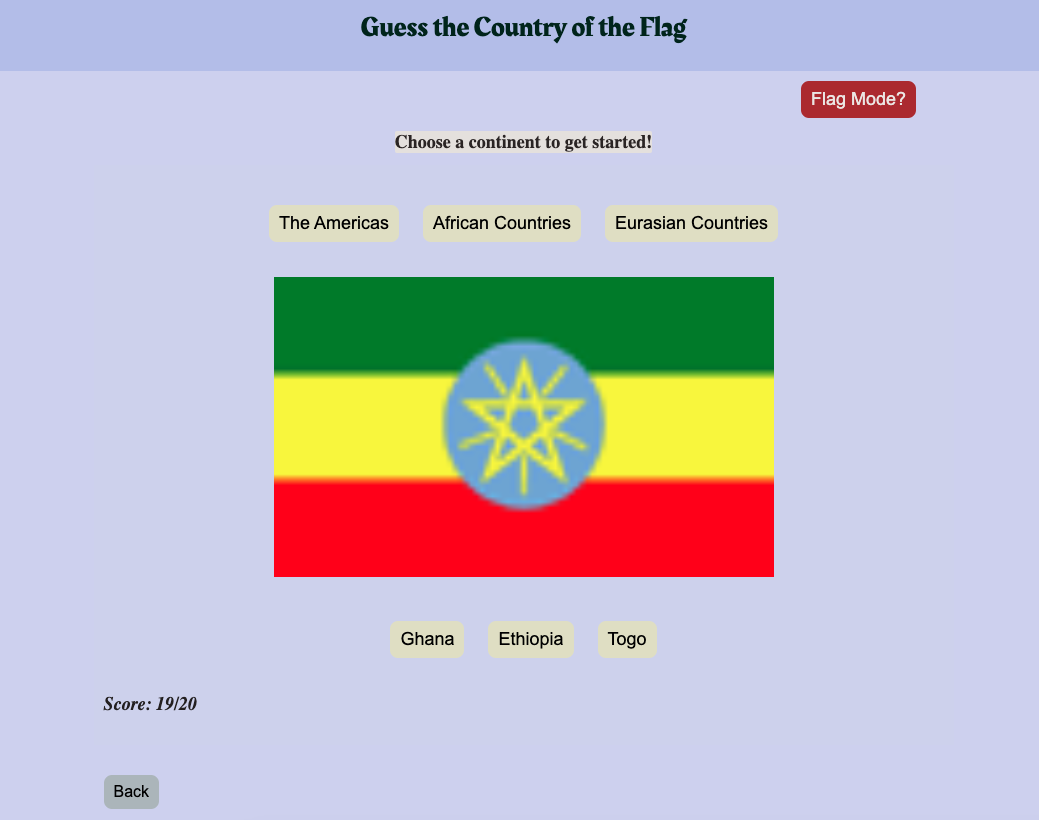 Guess the Country of the Flag
Flag Mode?
Choose a continent to get started!
The Americas African Countries Eurasian Countries
Ghana Ethiopia Togo
Score: 19/20
Back